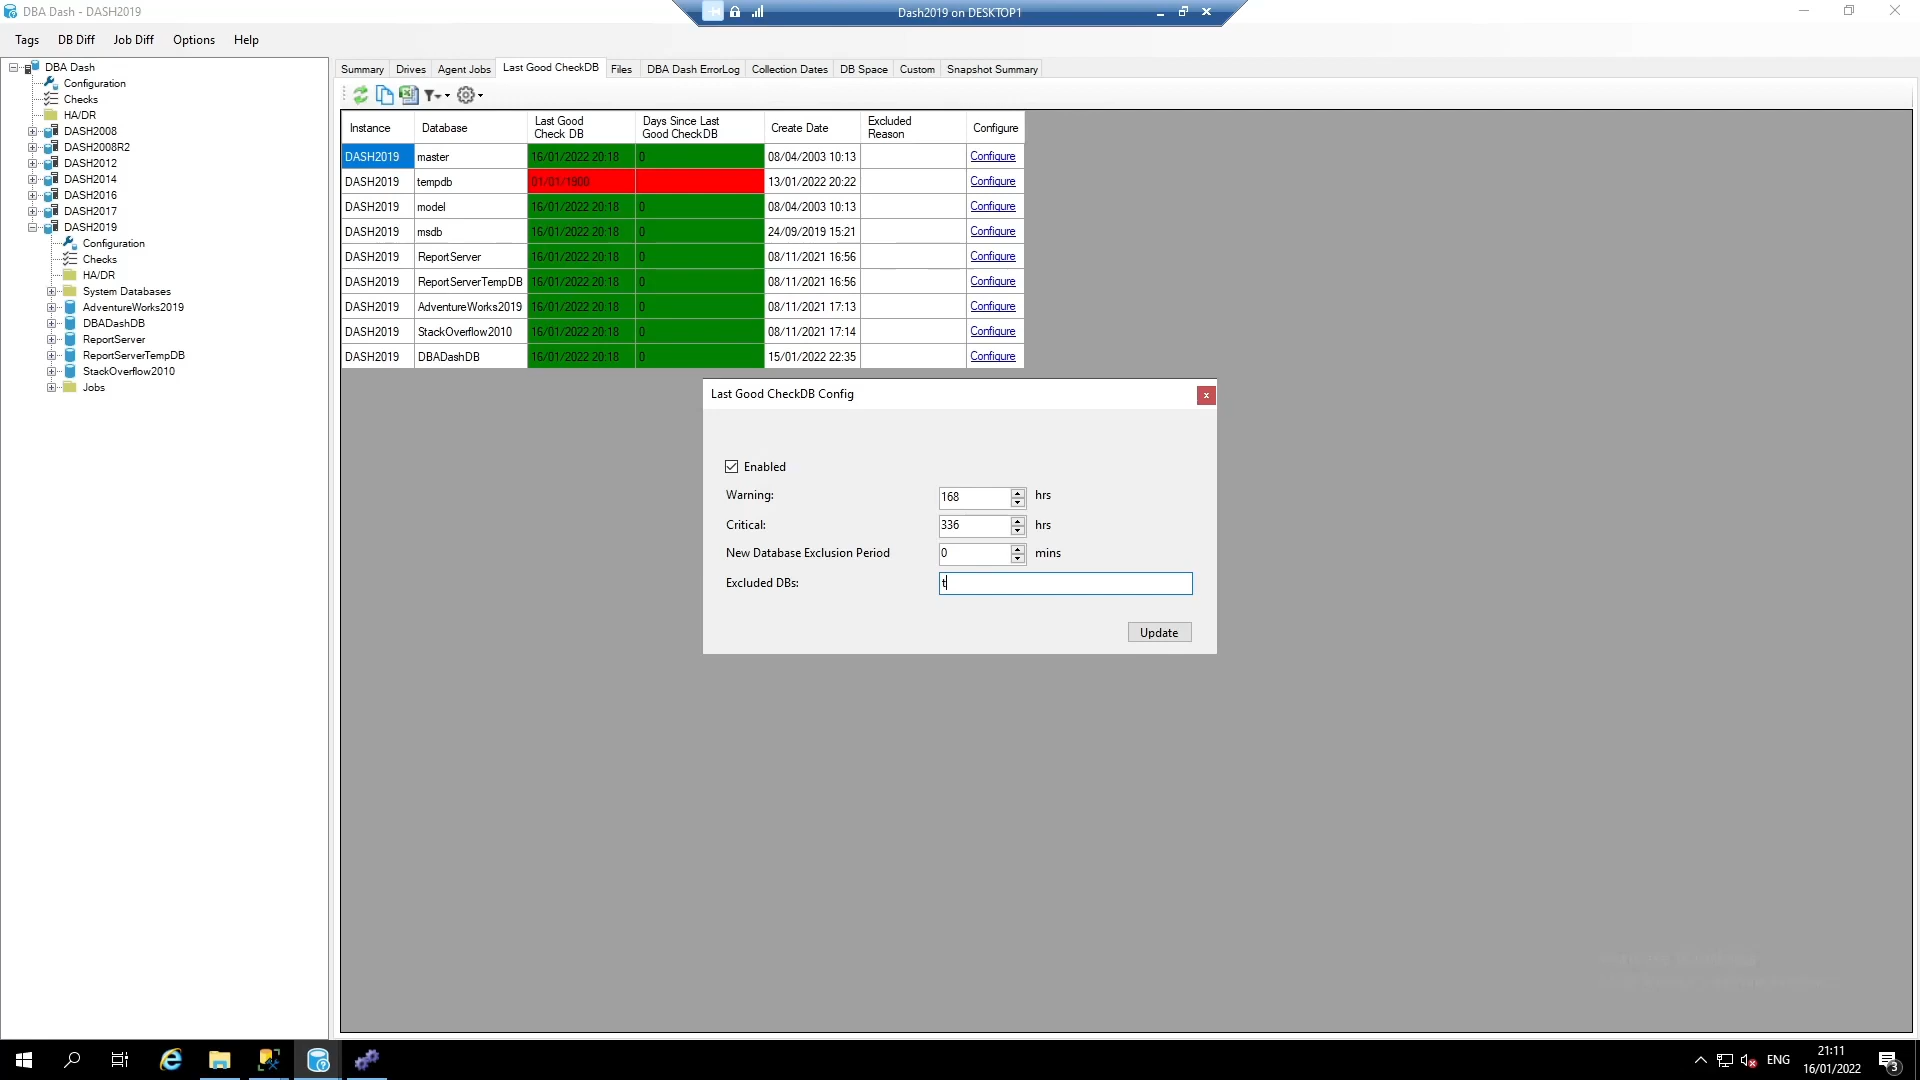 DBA Dash - DASH2019
Dash2019 on DESKTOP1
Tags DB Diff Job Diff Options Help
DBA Dash
Configuration
Checks
HA/DR
DASH2008
DASH2008R2
DASH2012
DASH2014
DASH2016
DASH2017
DASH2019
Configuration
Checks
HA/DR
System Databases
AdventureWorks2019
DBADashDB
ReportServer
ReportServerTempDB
StackOverflow2010
Jobs
Summary Drives Agent Jobs Last Good CheckDB Files DBA Dash ErrorLog Collection Dates DB Space Custom Snapshot Summary
Instance Database Last Good Check DB Days Since Last Good CheckDB Create Date Excluded Reason Configure
DASH2019 master 16/01/2022 20:18 0 08/04/2003 10:13 Configure
DASH2019 tempdb 01/01/1900 13/01/2022 20:22 Configure
DASH2019 model 16/01/2022 20:18 0 08/04/2003 10:13 Configure
DASH2019 msdb 16/01/2022 20:18 0 24/09/2019 15:21 Configure
DASH2019 ReportServer 16/01/2022 20:18 0 08/11/2021 16:56 Configure
DASH2019 ReportServerTempDB 16/01/2022 20:18 0 08/11/2021 16:56 Configure
DASH2019 AdventureWorks2019 16/01/2022 20:18 0 08/11/2021 17:13 Configure
DASH2019 StackOverflow2010 16/01/2022 20:18 0 08/11/2021 17:14 Configure
DASH2019 DBADashDB 16/01/2022 20:18 0 15/01/2022 22:35 Configure
Last Good CheckDB Config
Enabled
Warning: 168 hrs
Critical: 336 hrs
New Database Exclusion Period 0 mins
Excluded DBs: t
Update
ENG
21:11
16/01/2022
3